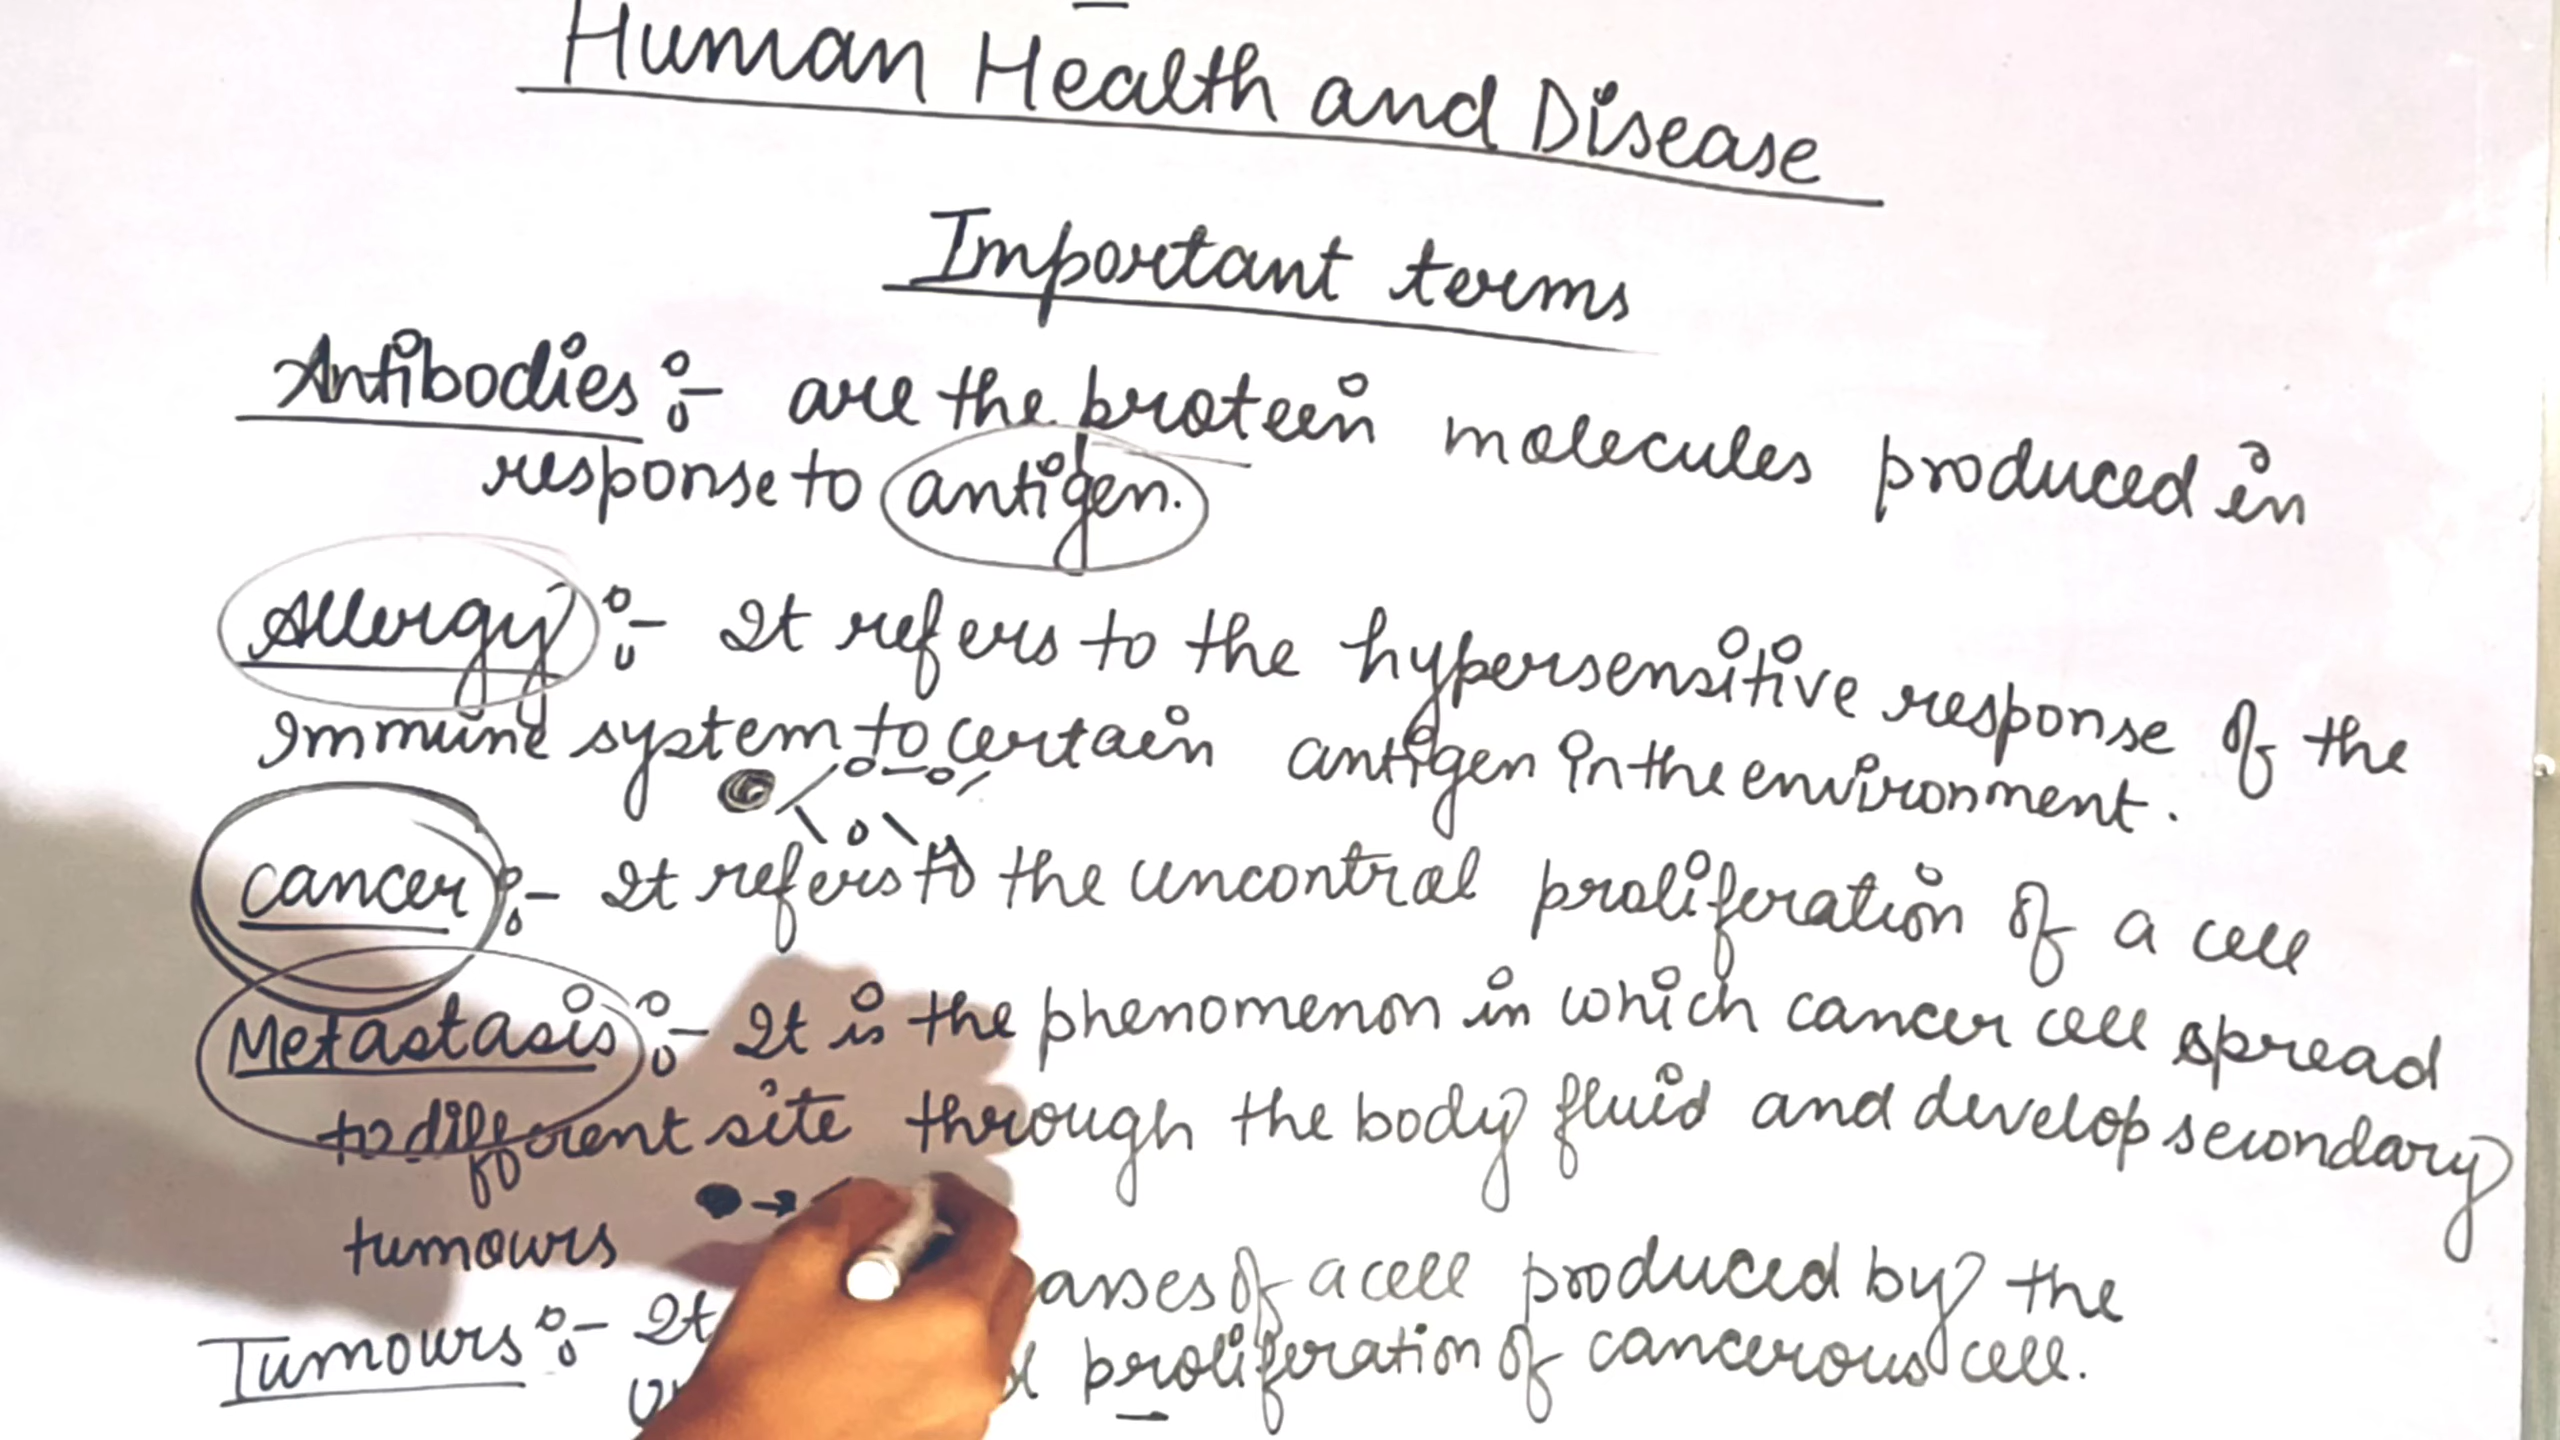 Human Health and Disease
Important terms
Antibodies :- are the protein molecules produced in
response to antigen.
Allergy :- It refers to the hypersensitive response of the
Immune system to certain antigen in the environment.
cancer :- It refers to the uncontrol proliferation of a cell
Metastasis :- It is the phenomenon in which cancer cell spread
to different site through the body fluid and develop secondary
tumours
Tumours :- It of a cell produced by the
proliferation of cancerous cell.